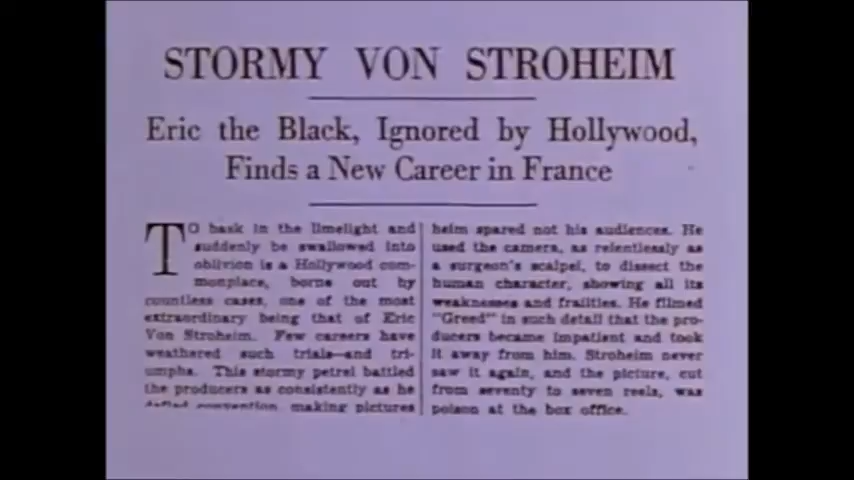 STORMY VON STROHEIM
Eric the Black, Ignored by Hollywood,
Finds a New Career in France
TO bask in the limelight and
suddenly be swallowed into
oblivion is a Hollywood com-
monplace, borne out by
countless cases, one of the most
extraordinary being that of Eric
Von Stroheim. Few careers have
weathered such trials—and tri-
umphs. This stormy petrel battled
the producers as consistently as he
defied convention, making pictures
heim spared not his audiences. He
used the camera, as relentlessly as
a surgeon's scalpel, to dissect the
human character, showing all its
weaknesses and frailties. He filmed
"Greed" in such detail that the pro-
ducers became impatient and took
it away from him. Stroheim never
saw it again, and the picture, cut
from seventy to seven reels, was
poison at the box office.